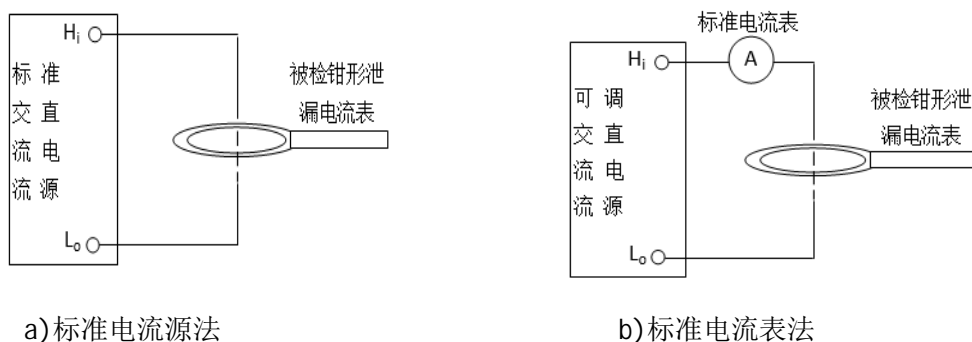 Hi
标 准
交 直
流 电
流 源
Lo
被检钳形泄
漏电流表
a)标准电流源法
标准电流表
A
Hi
可 调
交 直
流 电
流 源
Lo
被检钳形泄
漏电流表
b)标准电流表法